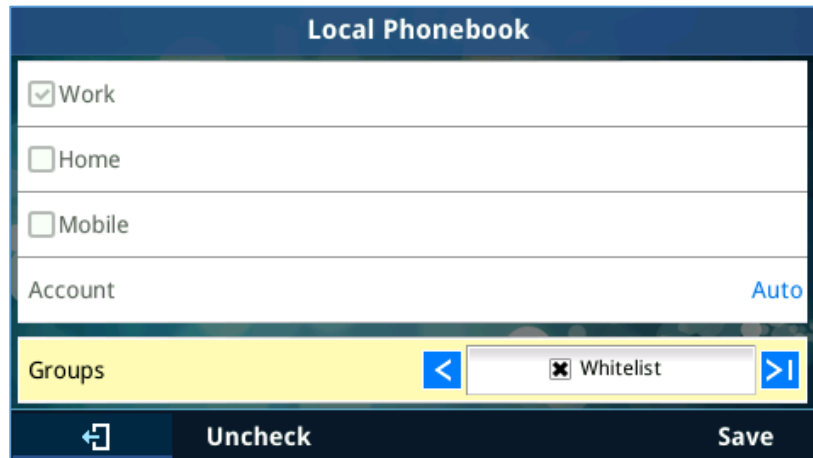 Local Phonebook
Work
Home
Mobile
Account Auto
Groups Whitelist
Uncheck Save